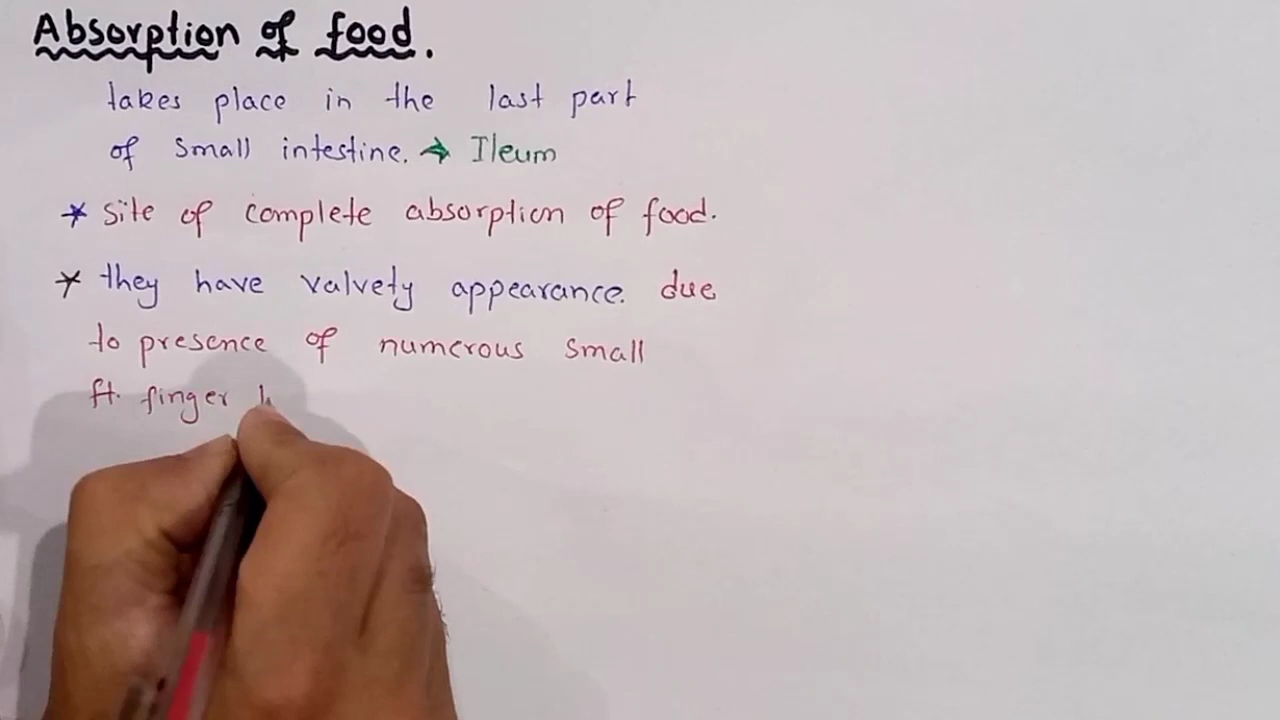 Absorption of food.
takes place in the last part
of small intestine. → Ileum
* Site of complete absorption of food.
* they have valvety appearance. due
to presence of numerous small
ft. finger